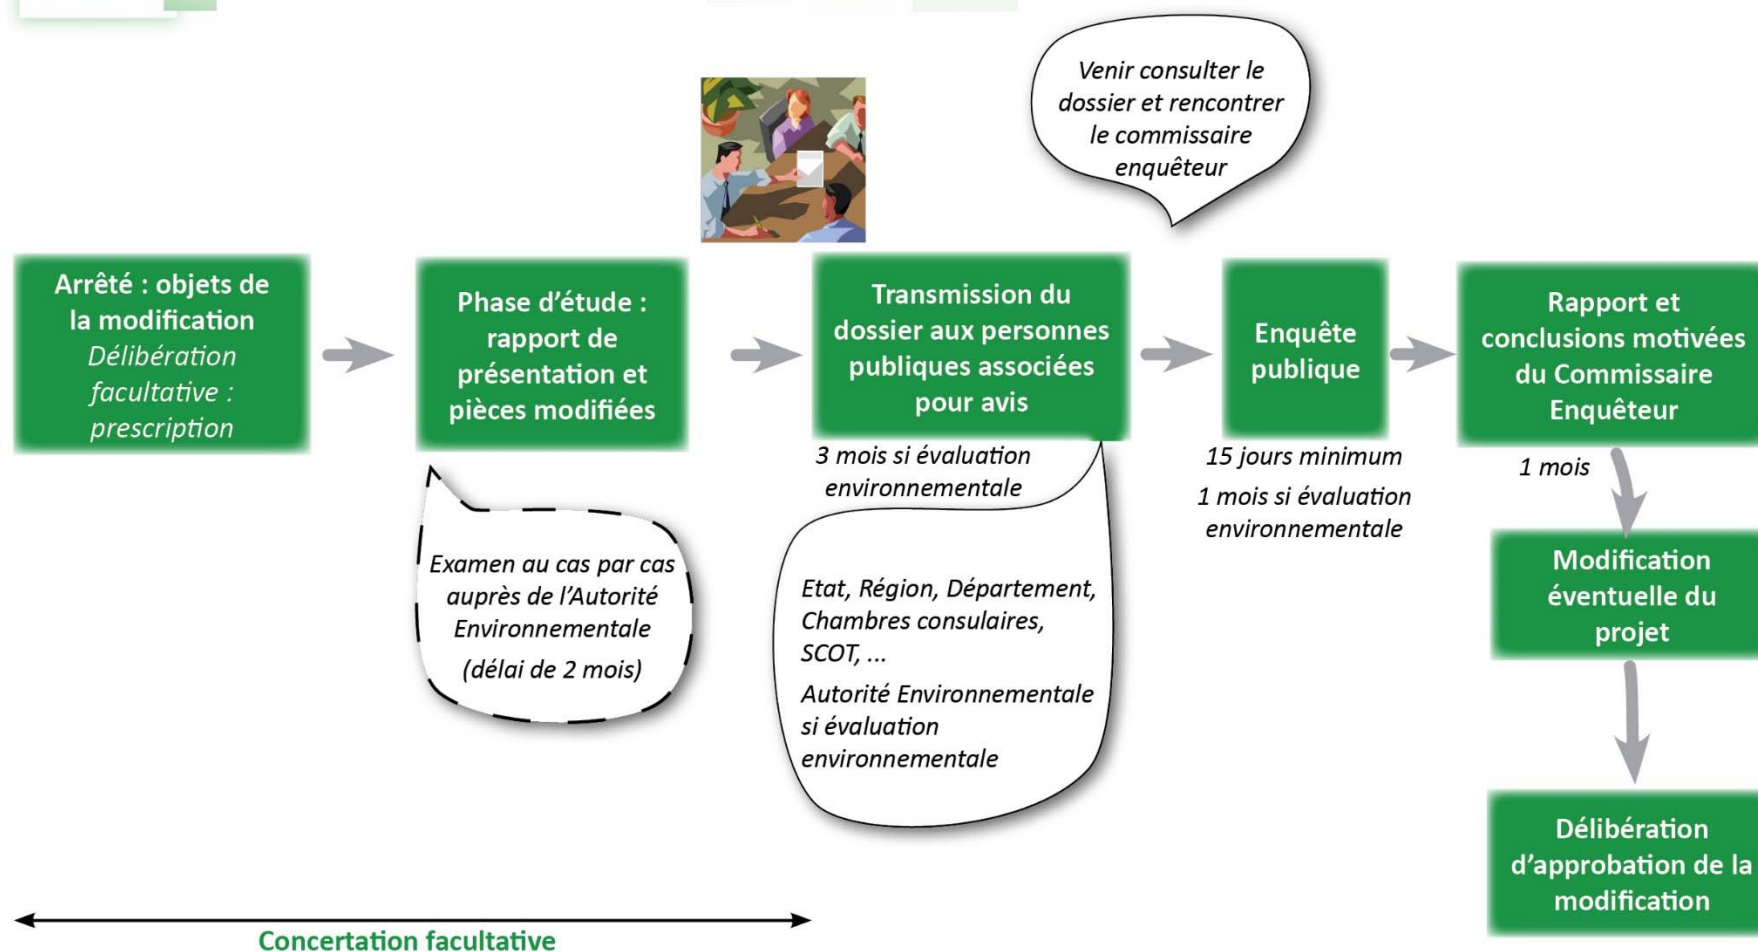 Venir consulter le
dossier et rencontrer
le commissaire
enquêteur
Arrêté : objets de
la modification
Délibération
facultative :
prescription
Phase d’étude :
rapport de
présentation et
pièces modifiées
Transmission du
dossier aux personnes
publiques associées
pour avis
Enquête
publique
Rapport et
conclusions motivées
du Commissaire
Enquêteur
3 mois si évaluation
environnementale
15 jours minimum
1 mois si évaluation
environnementale
1 mois
Examen au cas par cas
auprès de l’Autorité
Environnementale
(délai de 2 mois)
Etat, Région, Département,
Chambres consulaires,
SCOT, ...
Autorité Environnementale
si évaluation
environnementale
Modification
éventuelle du
projet
Délibération
d’approbation de la
modification
Concertation facultative